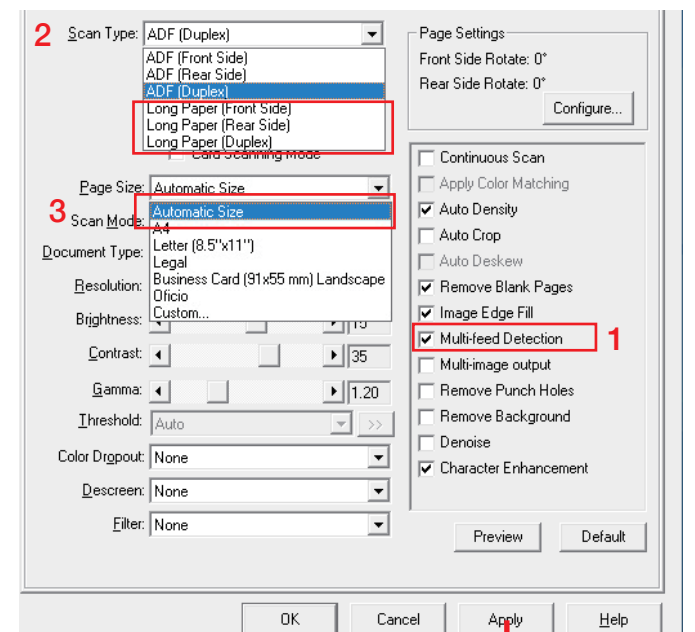 2
Scan Type: ADF (Duplex)
ADF (Front Side)
ADF (Rear Side)
ADF (Duplex)
Long Paper (Front Side)
Long Paper (Rear Side)
Long Paper (Duplex)
Card Scanning Mode
Page Size: Automatic Size
3
Automatic Size
Scan Mode:
A4
Letter (8.5"x11")
Document Type:
Legal
Resolution:
Business Card (91x55 mm) Landscape
Oficio
Custom...
Brightness: 15
Contrast: 35
Gamma: 1.20
Threshold: Auto >>
Color Dropout: None
Descreen: None
Filter: None
Page Settings
Front Side Rotate: 0°
Rear Side Rotate: 0°
Configure...
Continuous Scan
Apply Color Matching
Auto Density
Auto Crop
Auto Deskew
Remove Blank Pages
Image Edge Fill
Multi-feed Detection 1
Multi-image output
Remove Punch Holes
Remove Background
Denoise
Character Enhancement
Preview Default
OK Cancel Apply Help